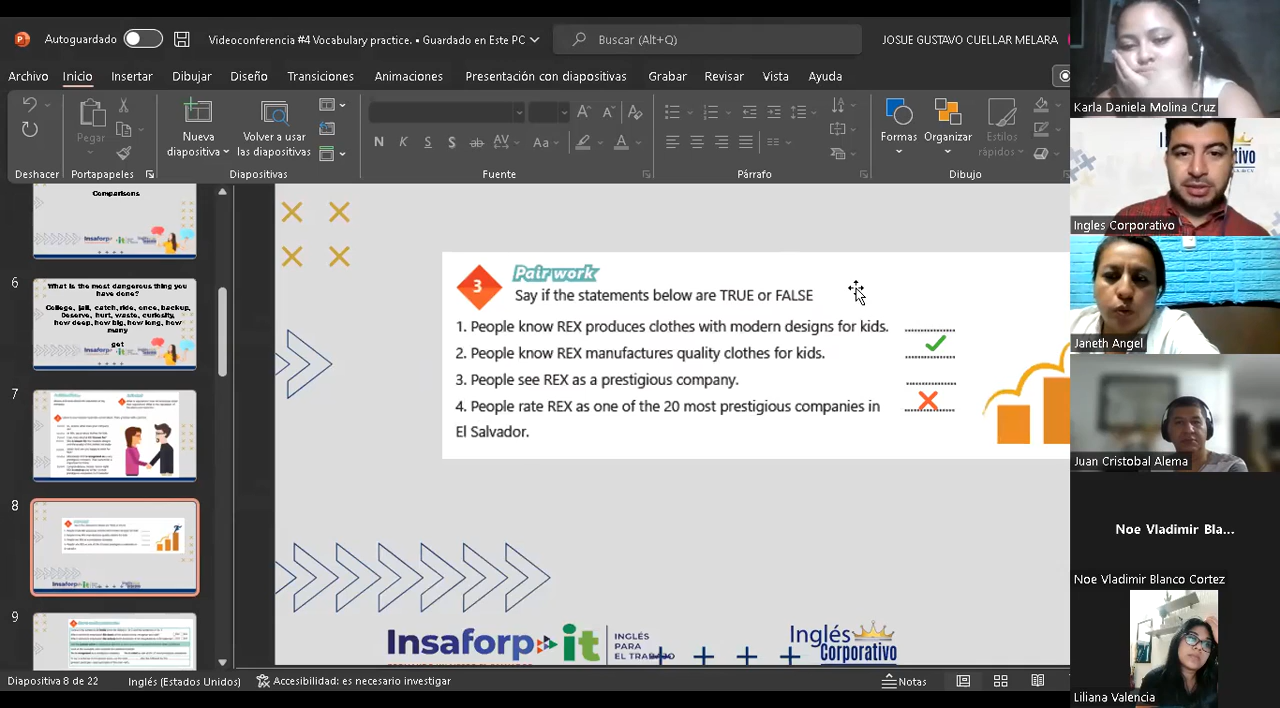 Autoguardado
Videoconferencia #4 Vocabulary practice. • Guardado en Este PC
Buscar (Alt+Q)
JOSUE GUSTAVO CUELLAR MELARA
Archivo Inicio Insertar Dibujar Diseño Transiciones Animaciones Presentación con diapositivas Grabar Revisar Vista Ayuda
Pegar
Nueva diapositiva
Volver a usar las diapositivas
N K S S ab AV Aa A
Formas Organizar Estilos rápidos
Deshacer Portapapeles Diapositivas Fuente Párrafo Dibujo
Comparisons
6
What is the most dangerous thing you have done?
College, jail, catch, ride, once, backup,
Deserve, hurt, waste, curiosity,
how deep, how big, how long, how
many
got
7
8
9
3
Pair work
Say if the statements below are TRUE or FALSE
1. People know REX produces clothes with modern designs for kids.
2. People know REX manufactures quality clothes for kids.
3. People see REX as a prestigious company.
4. People rate REX as one of the 20 most prestigious companies in
El Salvador.
Insaforp it
INGLÉS
PARA
EL TRABAJO
Inglés
Corporativo
Diapositiva 8 de 22
Inglés (Estados Unidos)
Accesibilidad: es necesario investigar
Notas
Karla Daniela Molina Cruz
Ingles Corporativo
Janeth Angel
Juan Cristobal Alema
Noe Vladimir Bla...
Noe Vladimir Blanco Cortez
Liliana Valencia